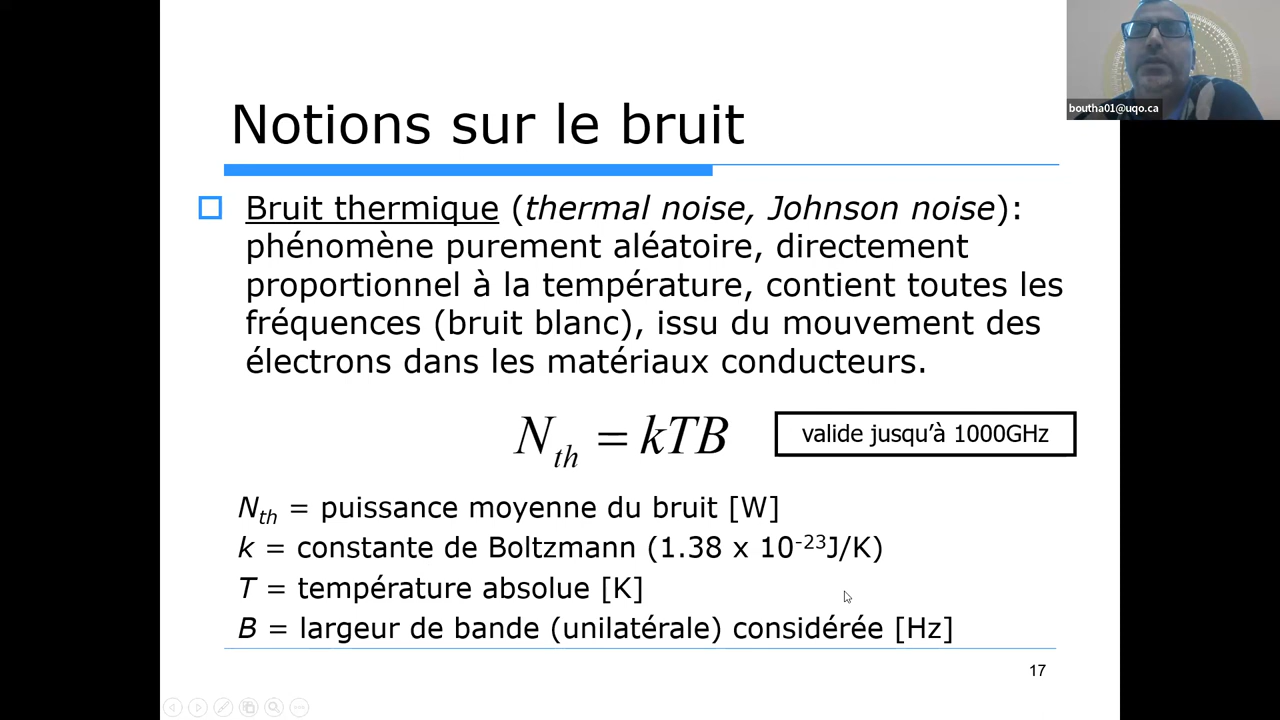 boutha01@uqo.ca
Notions sur le bruit
Bruit thermique (thermal noise, Johnson noise):
phénomène purement aléatoire, directement
proportionnel à la température, contient toutes les
fréquences (bruit blanc), issu du mouvement des
électrons dans les matériaux conducteurs.
N_th = kTB
valide jusqu’à 1000GHz
N_th = puissance moyenne du bruit [W]
k = constante de Boltzmann (1.38 x 10⁻²³J/K)
T = température absolue [K]
B = largeur de bande (unilatérale) considérée [Hz]
17